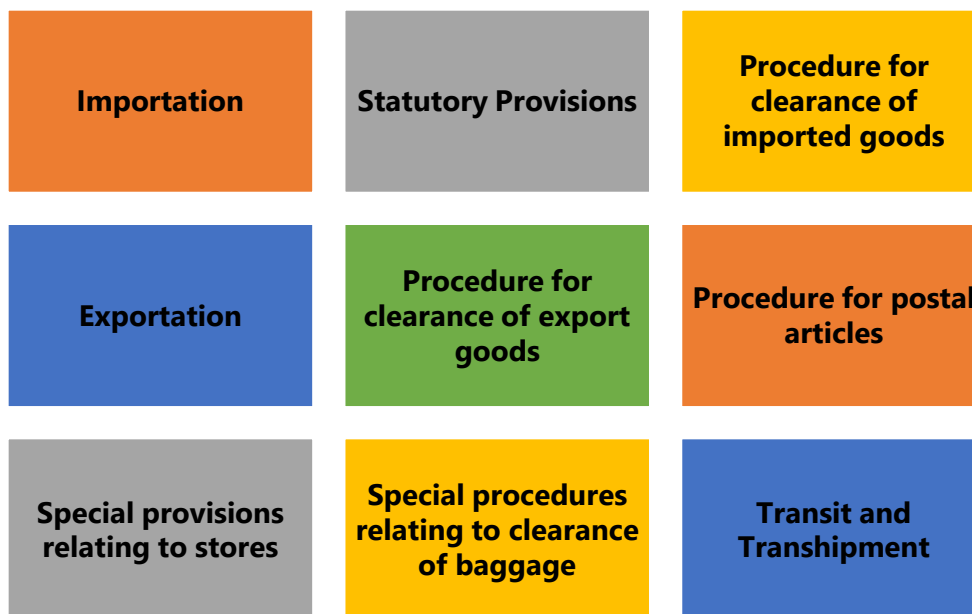 Importation
Statutory Provisions
Procedure for
clearance of
imported goods
Exportation
Procedure for
clearance of export
goods
Procedure for postal
articles
Special provisions
relating to stores
Special procedures
relating to clearance
of baggage
Transit and
Transhipment